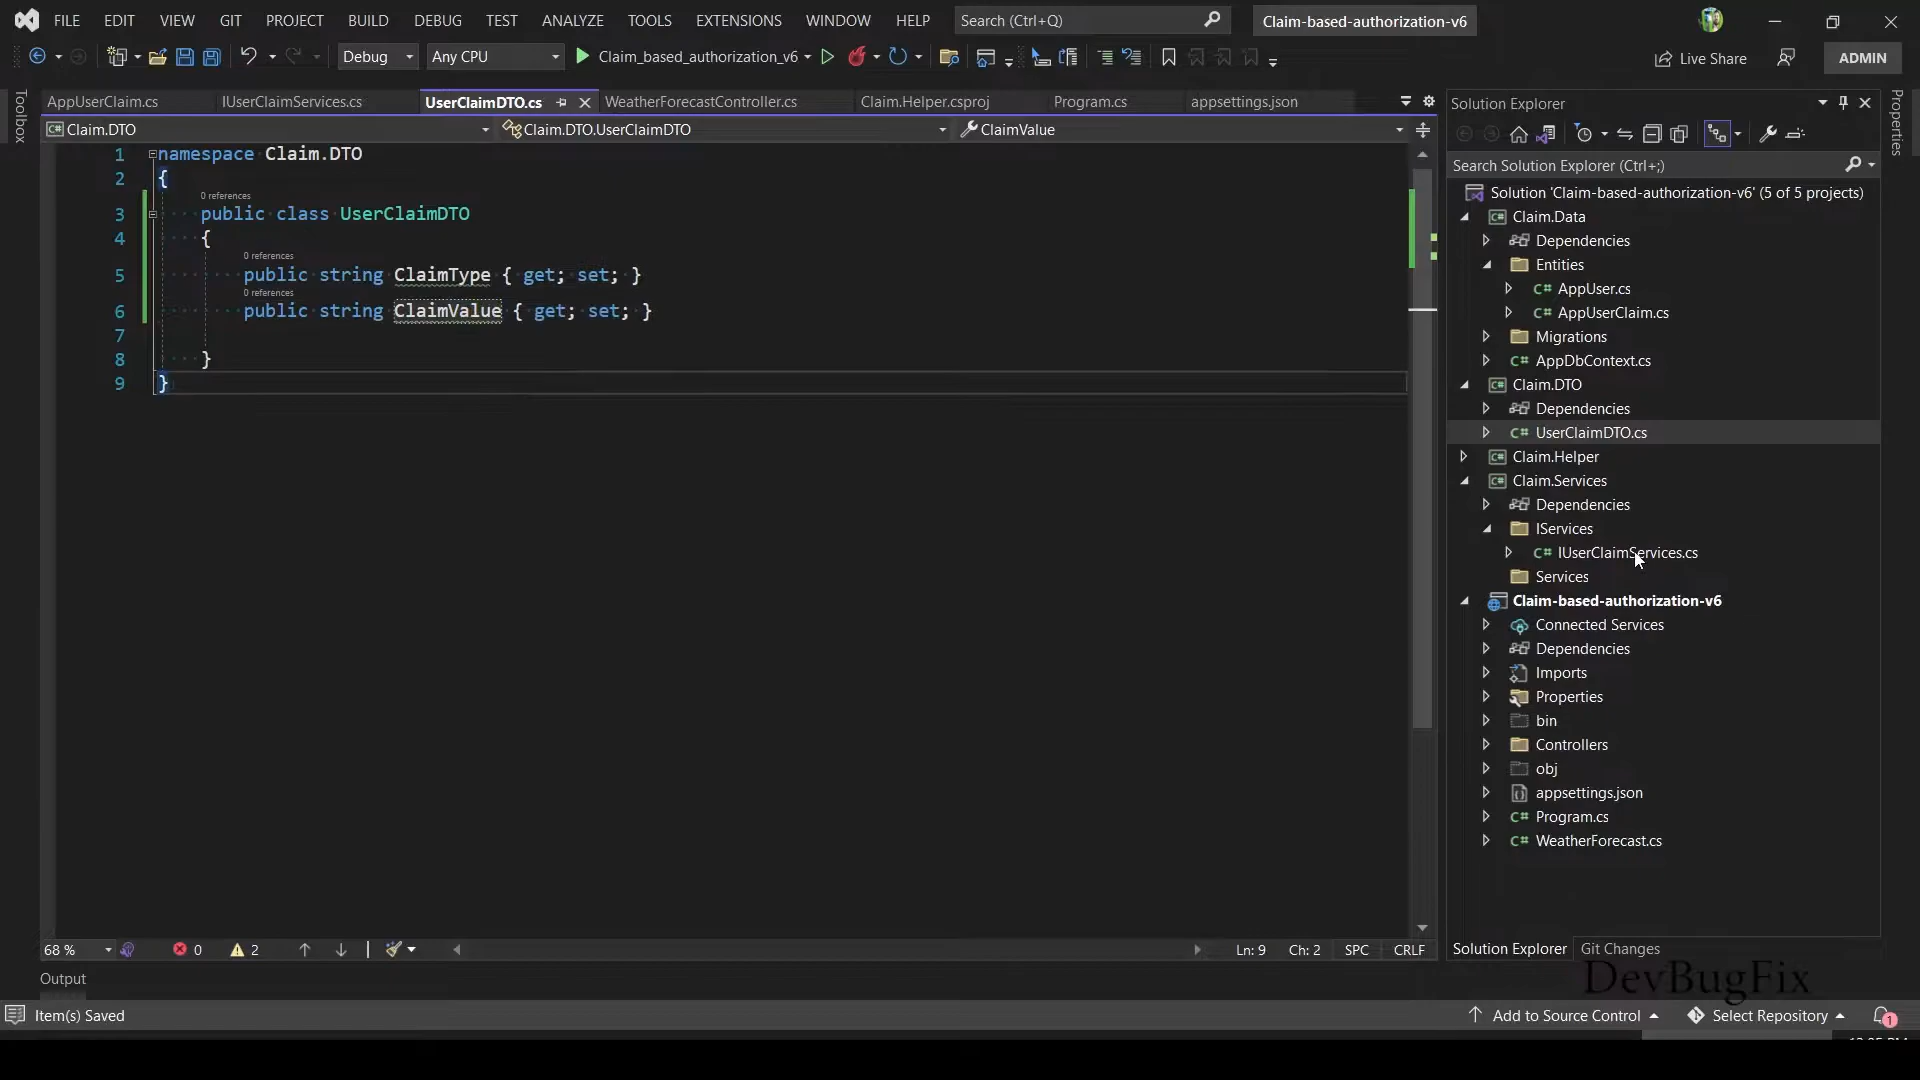 FILE EDIT VIEW GIT PROJECT BUILD DEBUG TEST ANALYZE TOOLS EXTENSIONS WINDOW HELP Search (Ctrl+Q) Claim-based-authorization-v6
Debug Any CPU Claim_based_authorization_v6 Live Share ADMIN
Toolbox
AppUserClaim.cs IUserClaimServices.cs UserClaimDTO.cs WeatherForecastController.cs Claim.Helper.csproj Program.cs appsettings.json
Claim.DTO Claim.DTO.UserClaimDTO ClaimValue
1 namespace Claim.DTO
2 {
0 references
3 public class UserClaimDTO
4 {
0 references
5 public string ClaimType { get; set; }
0 references
6 public string ClaimValue { get; set; }
7
8 }
9 }
68 % 0 2 Ln: 9 Ch: 2 SPC CRLF
Output
Solution Explorer
Properties
Search Solution Explorer (Ctrl+;)
Solution 'Claim-based-authorization-v6' (5 of 5 projects)
Claim.Data
Dependencies
Entities
C# AppUser.cs
C# AppUserClaim.cs
Migrations
C# AppDbContext.cs
Claim.DTO
Dependencies
C# UserClaimDTO.cs
Claim.Helper
Claim.Services
Dependencies
IServices
C# IUserClaimServices.cs
Services
Claim-based-authorization-v6
Connected Services
Dependencies
Imports
Properties
bin
Controllers
obj
appsettings.json
C# Program.cs
C# WeatherForecast.cs
Solution Explorer Git Changes
DevBugFix
Item(s) Saved Add to Source Control Select Repository 1